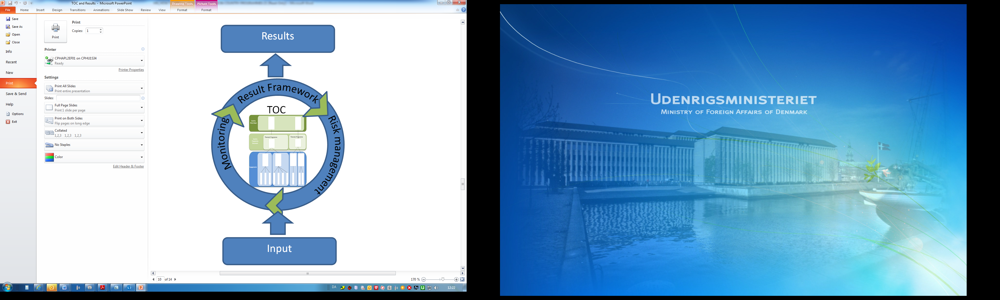 TOC and Results - Microsoft PowerPoint
Drawing Tools
Picture Tools
File
Home
Insert
Design
Transitions
Animations
Slide Show
Review
View
Format
Format
Save
Save As
Open
Close
Info
Recent
New
Print
Save & Send
Help
Options
Exit
Print
Print
Copies: 1
Printer
CPHAPL2EF01 on CPHU1S34
Ready
Printer Properties
Settings
Print All Slides
Print entire presentation
Slides:
Full Page Slides
Print 1 slide per page
Print on Both Sides
Flip pages on long edge
Collated
1,2,3 1,2,3 1,2,3
No Staples
Color
Edit Header & Footer
Results
Result Framework
TOC
Monitoring
Risk management
Thematic Programme
Thematic Programme
Input
10 of 14
170 %
DA
12:22
UDENRIGSMINISTERIET
MINISTRY OF FOREIGN AFFAIRS OF DENMARK